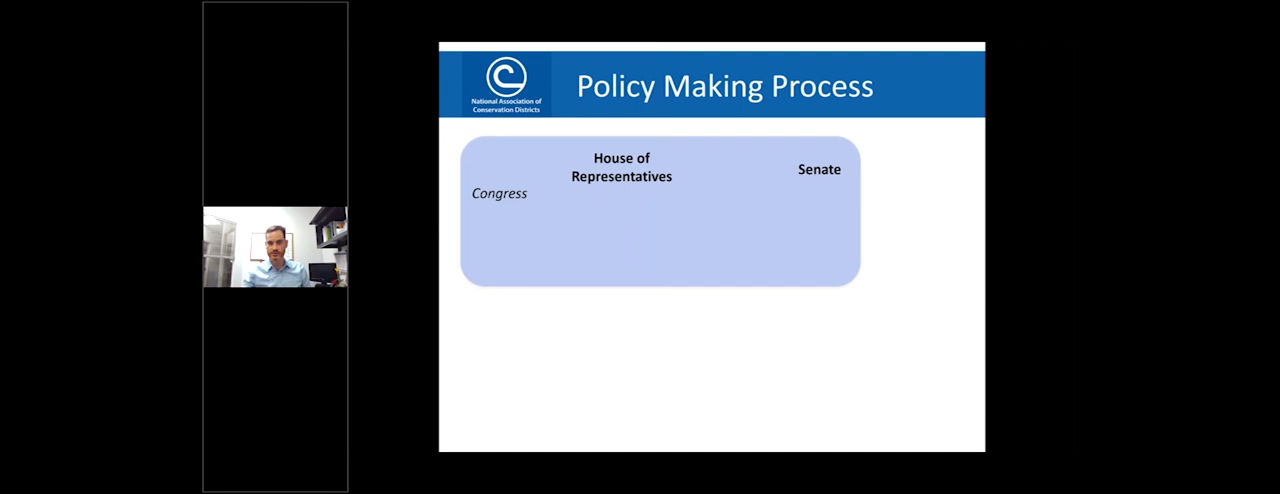 National Association of
Conservation Districts
Policy Making Process
House of
Representatives
Senate
Congress